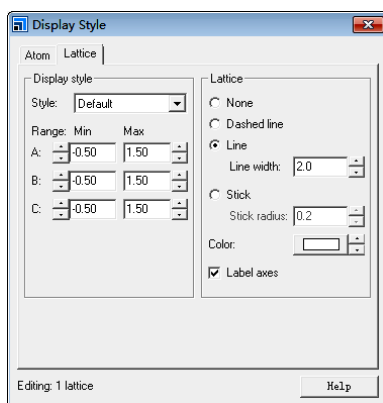 Display Style
Atom Lattice
Display style
Style: Default
Range: Min Max
A: -0.50 1.50
B: -0.50 1.50
C: -0.50 1.50
Lattice
None
Dashed line
Line
Line width: 2.0
Stick
Stick radius: 0.2
Color:
Label axes
Editing: 1 lattice Help